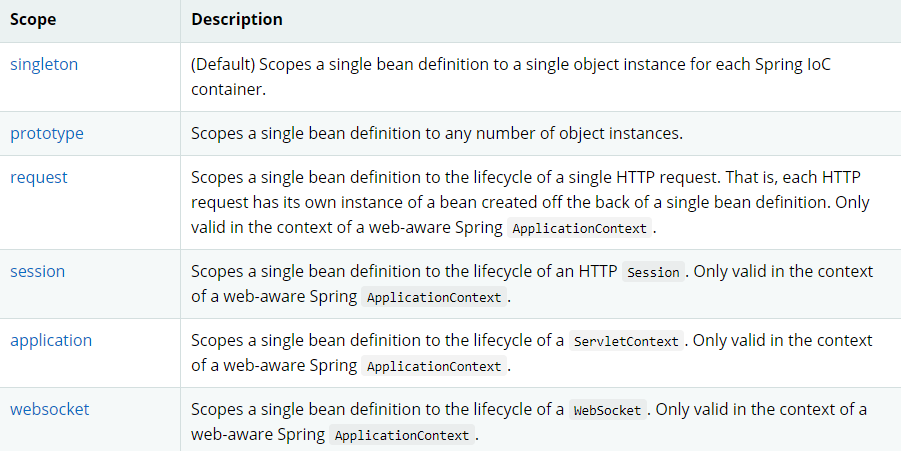 Scope Description
singleton (Default) Scopes a single bean definition to a single object instance for each Spring IoC
container.
prototype Scopes a single bean definition to any number of object instances.
request Scopes a single bean definition to the lifecycle of a single HTTP request. That is, each HTTP
request has its own instance of a bean created off the back of a single bean definition. Only
valid in the context of a web-aware Spring ApplicationContext.
session Scopes a single bean definition to the lifecycle of an HTTP Session. Only valid in the context
of a web-aware Spring ApplicationContext.
application Scopes a single bean definition to the lifecycle of a ServletContext. Only valid in the context
of a web-aware Spring ApplicationContext.
websocket Scopes a single bean definition to the lifecycle of a WebSocket. Only valid in the context of a
web-aware Spring ApplicationContext.